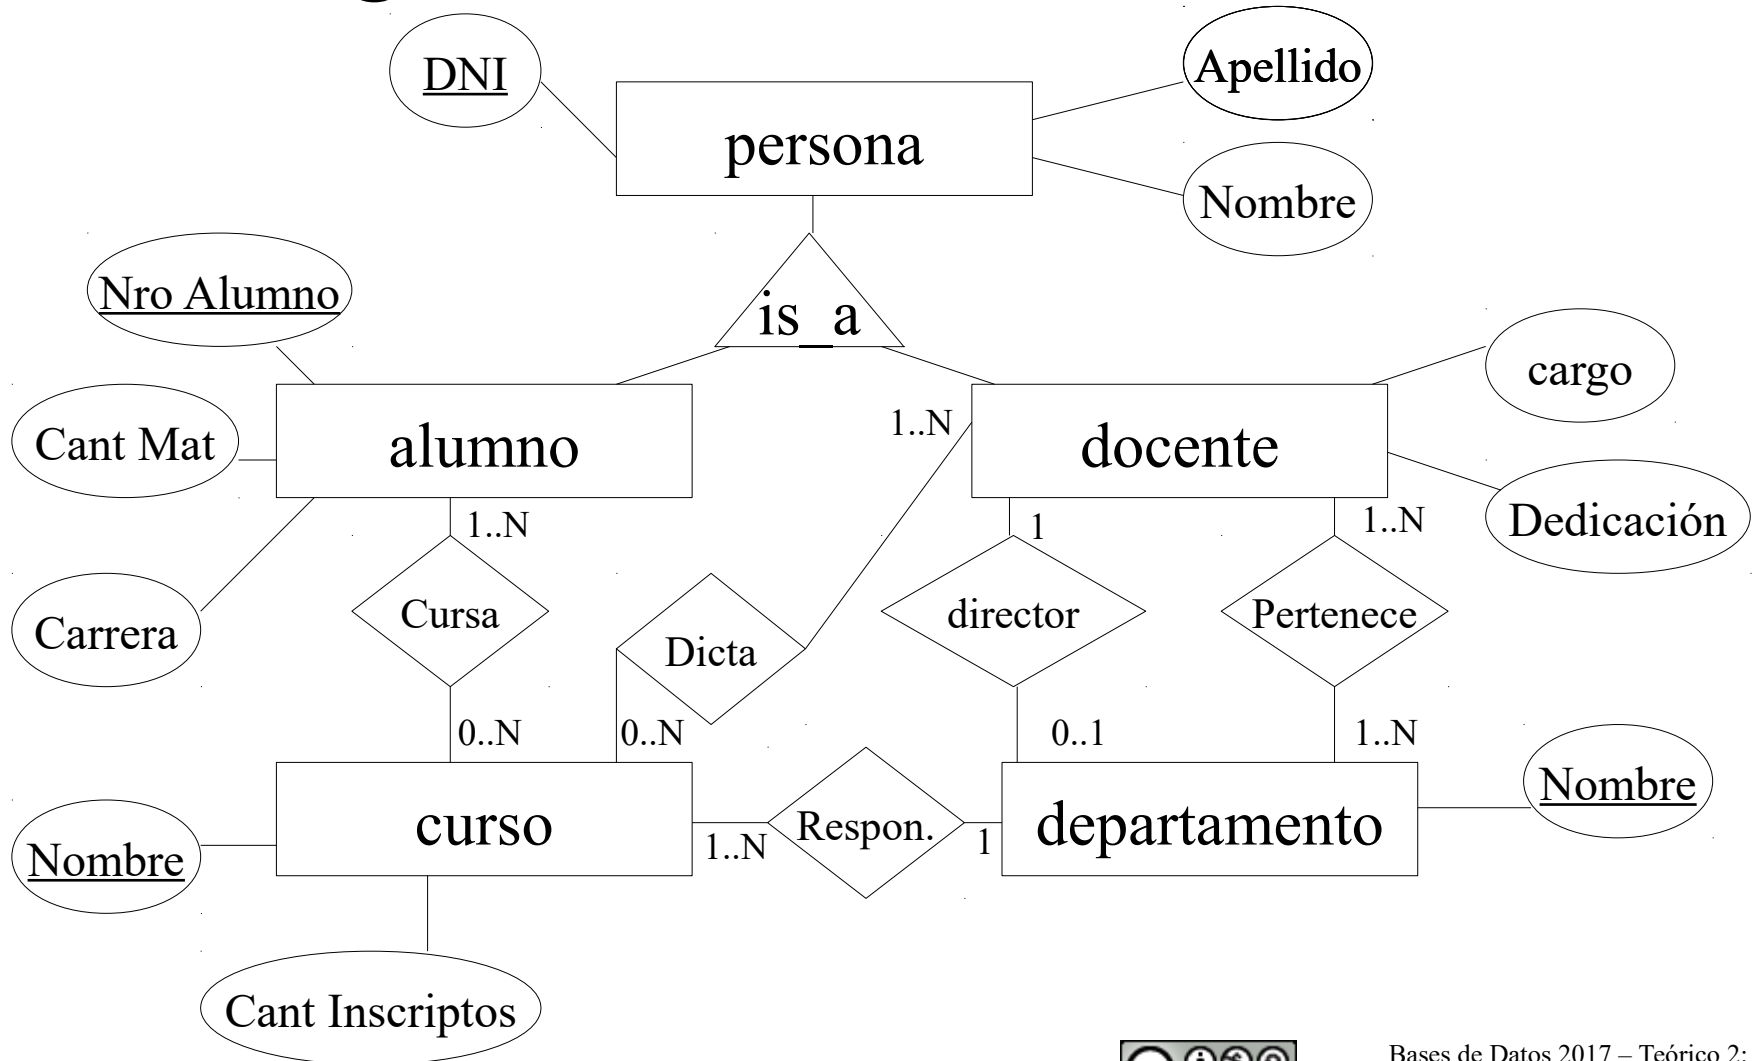 DNI
Apellido
persona
Nombre
Nro Alumno
is_a
cargo
Cant Mat
alumno
1..N
docente
Dedicación
1..N
1
1..N
Carrera
Cursa
Dicta
director
Pertenece
0..N
0..N
0..1
1..N
Nombre
curso
1..N
Respon.
1
departamento
Nombre
Cant Inscriptos
Bases de Datos 2017 – Teórico 2: